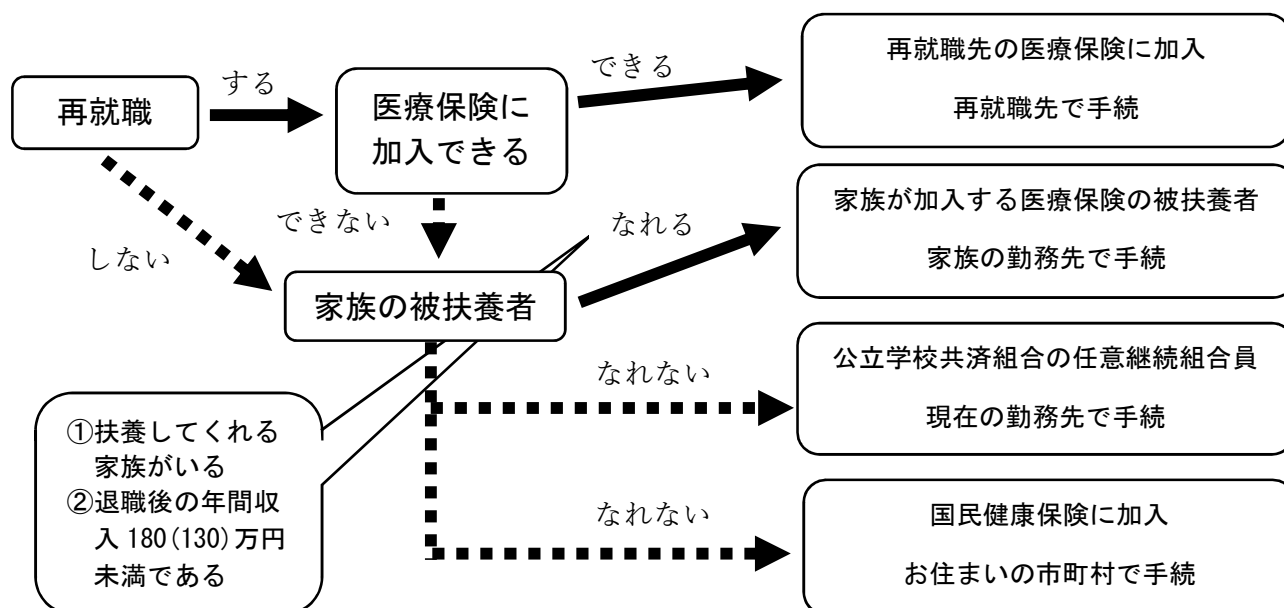 再就職
する
医療保険に
加入できる
できる
再就職先の医療保険に加入
再就職先で手続
しない
できない
家族の被扶養者
なれる
家族が加入する医療保険の被扶養者
家族の勤務先で手続
①扶養してくれる
家族がいる
②退職後の年間収
入 180(130)万円
未満である
なれない
公立学校共済組合の任意継続組合員
現在の勤務先で手続
なれない
国民健康保険に加入
お住まいの市町村で手続